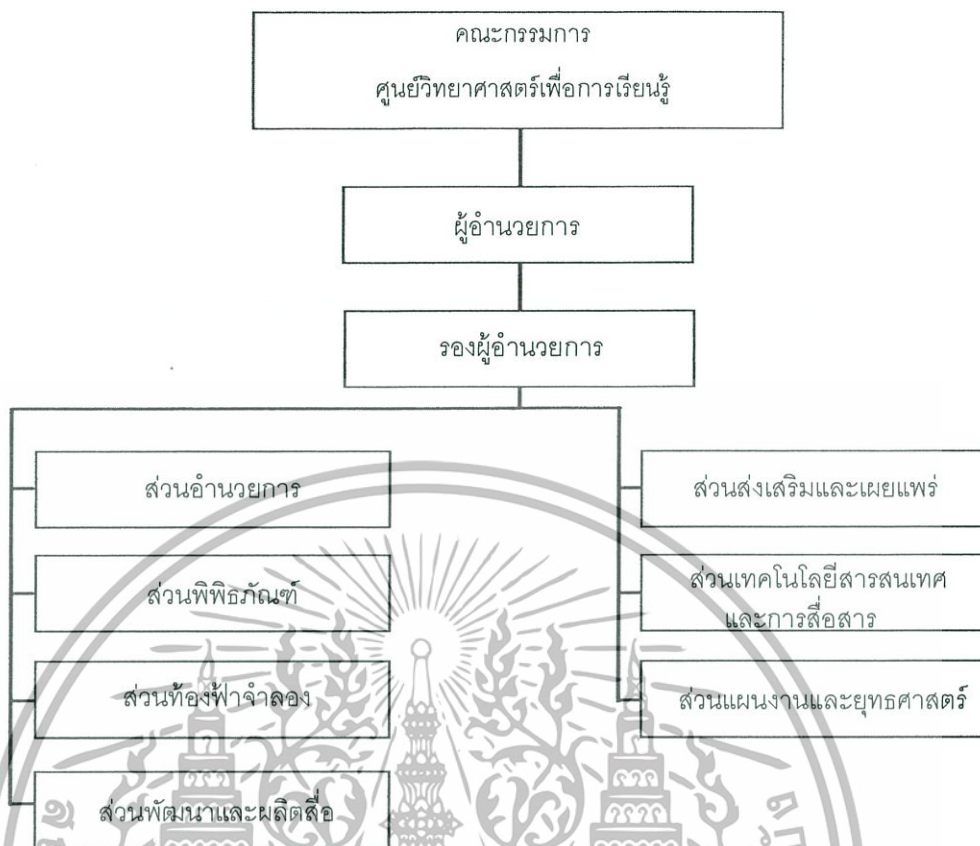 คณะกรรมการ
ศูนย์วิทยาศาสตร์เพื่อการเรียนรู้
ผู้อำนวยการ
รองผู้อำนวยการ
ส่วนอำนวยการ
ส่วนพิพิธภัณฑ์
ส่วนท้องฟ้าจำลอง
ส่วนพัฒนาและผลิตสื่อ
ส่วนส่งเสริมและเผยแพร่
ส่วนเทคโนโลยีสารสนเทศ
และการสื่อสาร
ส่วนแผนงานและยุทธศาสตร์